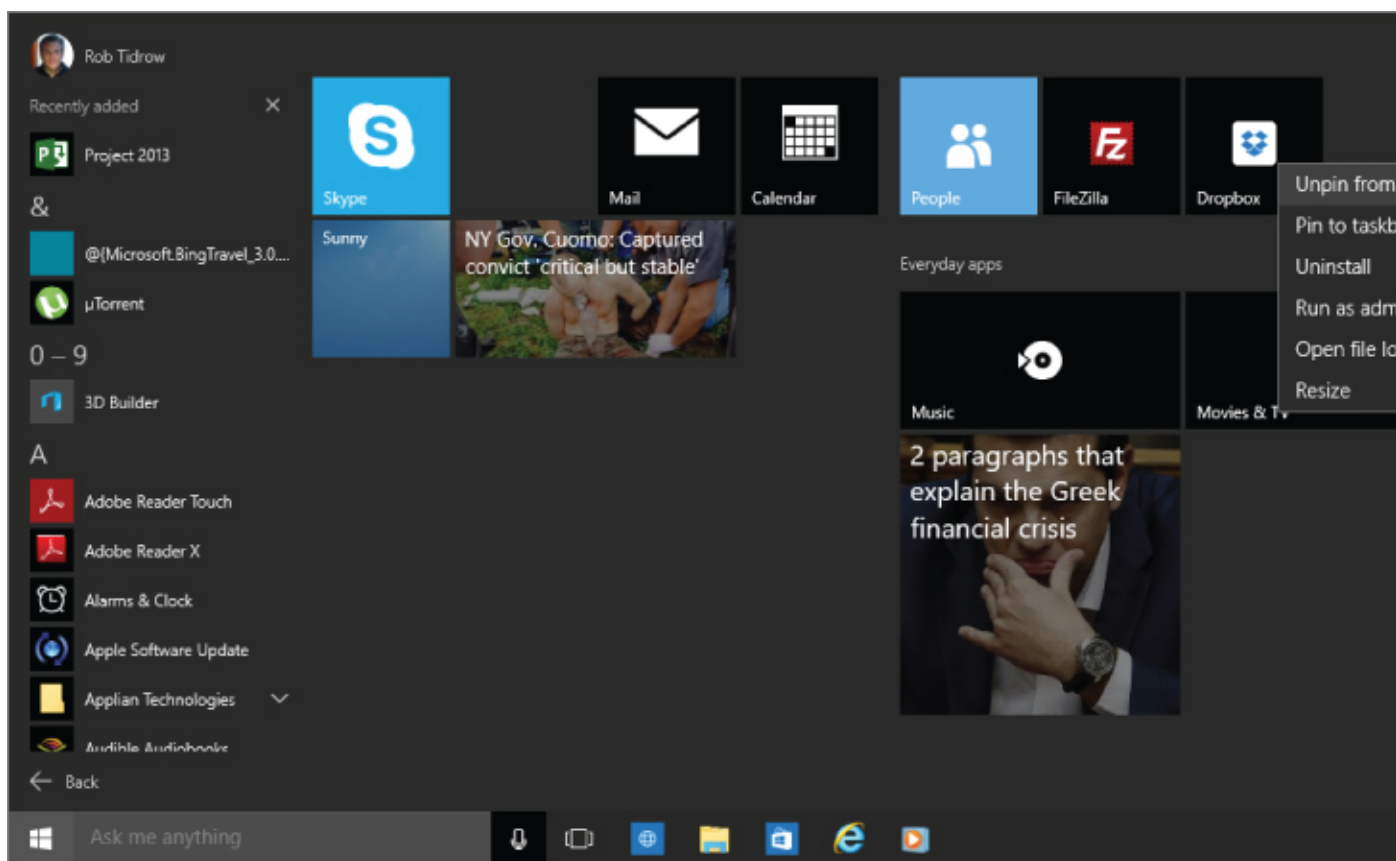 Rob Tidrow
Recently added
Project 2013
&
@{Microsoft.BingTravel_3.0....
µTorrent
0 – 9
3D Builder
A
Adobe Reader Touch
Adobe Reader X
Alarms & Clock
Apple Software Update
Applian Technologies
Audible Audiobooks
Back
Skype
Mail
Calendar
Sunny
NY Gov. Cuomo: Captured
convict 'critical but stable'
People
FileZilla
Dropbox
Everyday apps
Music
Movies & TV
2 paragraphs that
explain the Greek
financial crisis
Unpin from
Pin to taskb
Uninstall
Run as adm
Open file lo
Resize
Ask me anything